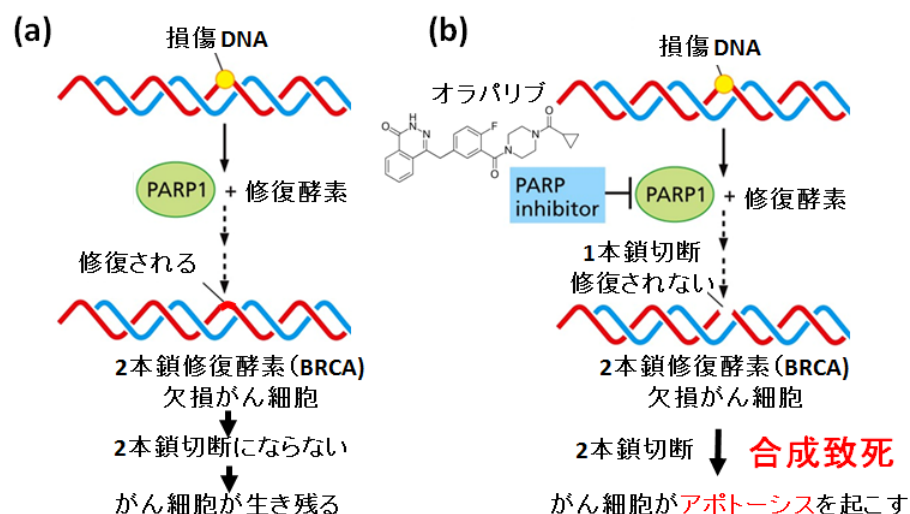 (a)
損傷DNA
PARP1 + 修復酵素
修復される
2本鎖修復酵素(BRCA)
欠損がん細胞
2本鎖切断にならない
がん細胞が生き残る
(b)
損傷DNA
オラパリブ
O
H
N
N
F
O
N
N
O
PARP
inhibitor
PARP1 + 修復酵素
1本鎖切断
修復されない
2本鎖修復酵素(BRCA)
欠損がん細胞
2本鎖切断 合成致死
がん細胞がアポトーシスを起こす